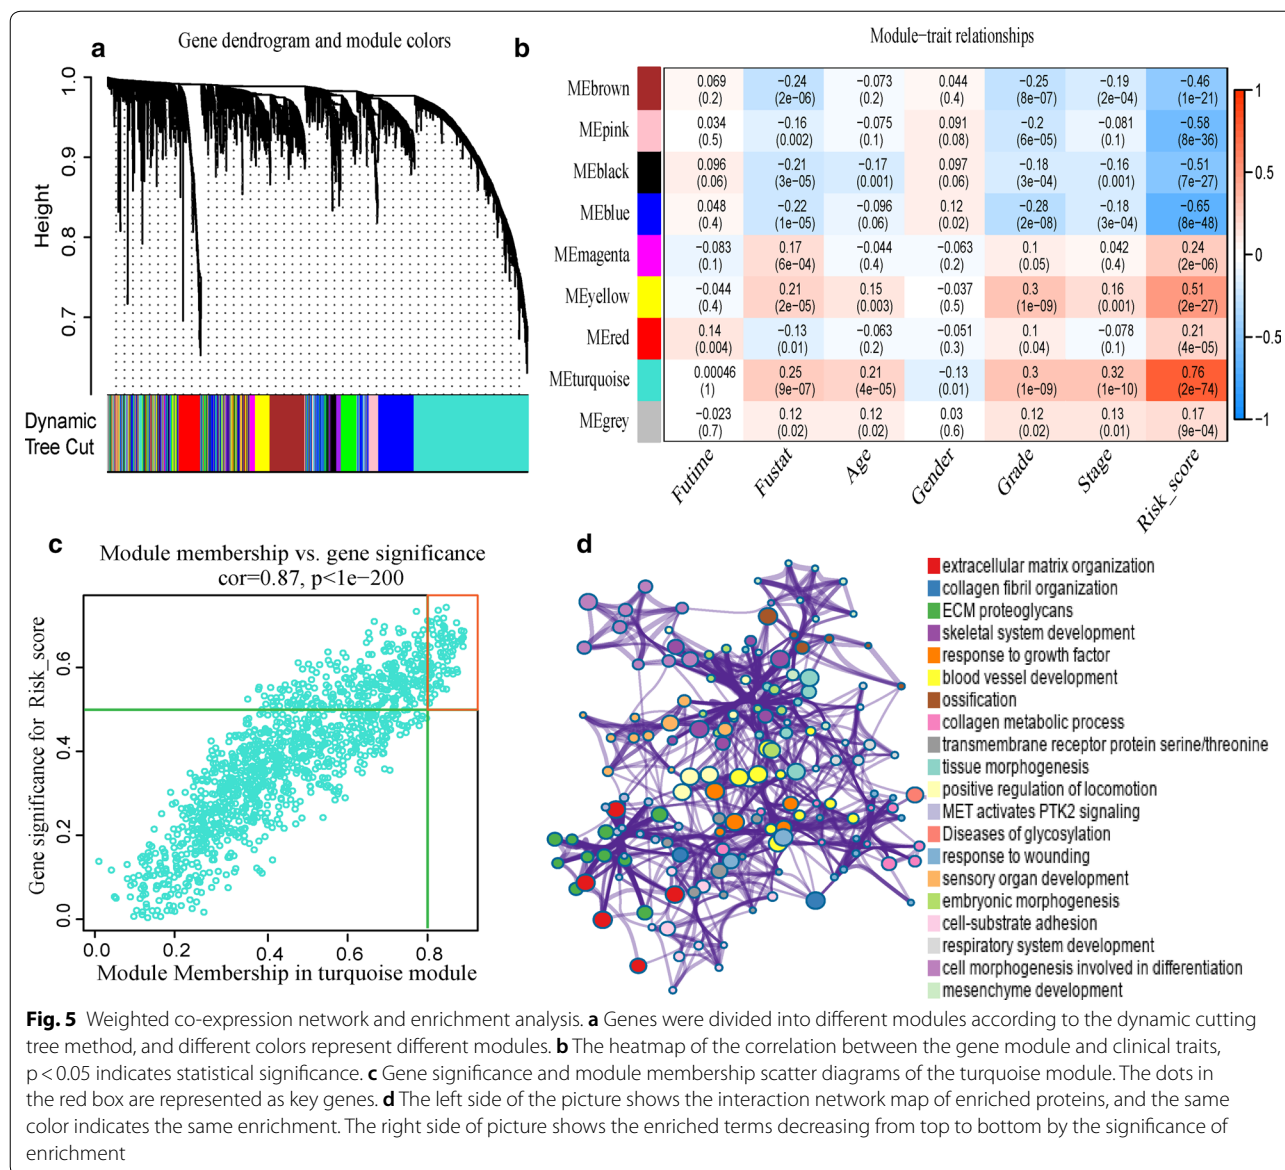 a
Gene dendrogram and module colors
Height
1.0
0.9
0.8
0.7
Dynamic
Tree Cut
b
Module−trait relationships
MEbrown 0.069 −0.24 −0.073 0.044 −0.25 −0.19 −0.46
(0.2) (2e−06) (0.2) (0.4) (8e−07) (2e−04) (1e−21)
MEpink 0.034 −0.16 −0.075 0.091 −0.2 −0.081 −0.58
(0.5) (0.002) (0.1) (0.08) (6e−05) (0.1) (8e−36)
MEblack 0.096 −0.21 −0.17 0.097 −0.18 −0.16 −0.51
(0.06) (3e−05) (0.001) (0.06) (3e−04) (0.001) (7e−27)
MEblue 0.048 −0.22 −0.096 0.12 −0.28 −0.18 −0.65
(0.4) (1e−05) (0.06) (0.02) (2e−08) (3e−04) (8e−48)
MEmagenta −0.083 0.17 −0.044 −0.063 0.1 0.042 0.24
(0.1) (6e−04) (0.4) (0.2) (0.05) (0.4) (2e−06)
MEyellow −0.044 0.21 0.15 −0.037 0.3 0.16 0.51
(0.4) (2e−05) (0.003) (0.5) (1e−09) (0.001) (2e−27)
MEred 0.14 −0.13 −0.063 −0.051 0.1 −0.078 0.21
(0.004) (0.01) (0.2) (0.3) (0.04) (0.1) (4e−05)
MEturquoise 0.00046 0.25 0.21 −0.13 0.3 0.32 0.76
(1) (9e−07) (4e−05) (0.01) (1e−09) (1e−10) (2e−74)
MEgrey −0.023 0.12 0.12 0.03 0.12 0.13 0.17
(0.7) (0.02) (0.02) (0.6) (0.02) (0.01) (9e−04)
Futime Fustat Age Gender Grade Stage Risk_score
1
0.5
0
−0.5
−1
c
Module membership vs. gene significance
cor=0.87, p<1e−200
Gene significance for Risk_score
0.6
0.4
0.2
0.0
0.0 0.2 0.4 0.6 0.8
Module Membership in turquoise module
d
extracellular matrix organization
collagen fibril organization
ECM proteoglycans
skeletal system development
response to growth factor
blood vessel development
ossification
collagen metabolic process
transmembrane receptor protein serine/threonine
tissue morphogenesis
positive regulation of locomotion
MET activates PTK2 signaling
Diseases of glycosylation
response to wounding
sensory organ development
embryonic morphogenesis
cell-substrate adhesion
respiratory system development
cell morphogenesis involved in differentiation
mesenchyme development
Fig. 5 Weighted co-expression network and enrichment analysis. a Genes were divided into different modules according to the dynamic cutting
tree method, and different colors represent different modules. b The heatmap of the correlation between the gene module and clinical traits,
p < 0.05 indicates statistical significance. c Gene significance and module membership scatter diagrams of the turquoise module. The dots in
the red box are represented as key genes. d The left side of the picture shows the interaction network map of enriched proteins, and the same
color indicates the same enrichment. The right side of picture shows the enriched terms decreasing from top to bottom by the significance of
enrichment